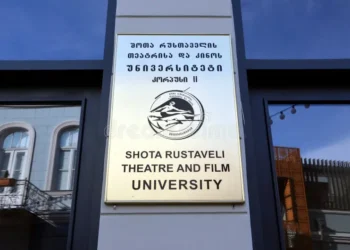 შოთა რუსთაველის
თეატრისა და კინოს
უნივერსიტეტი
კორპუსი II
SHOTA RUSTAVELI
THEATRE AND FILM
UNIVERSITY